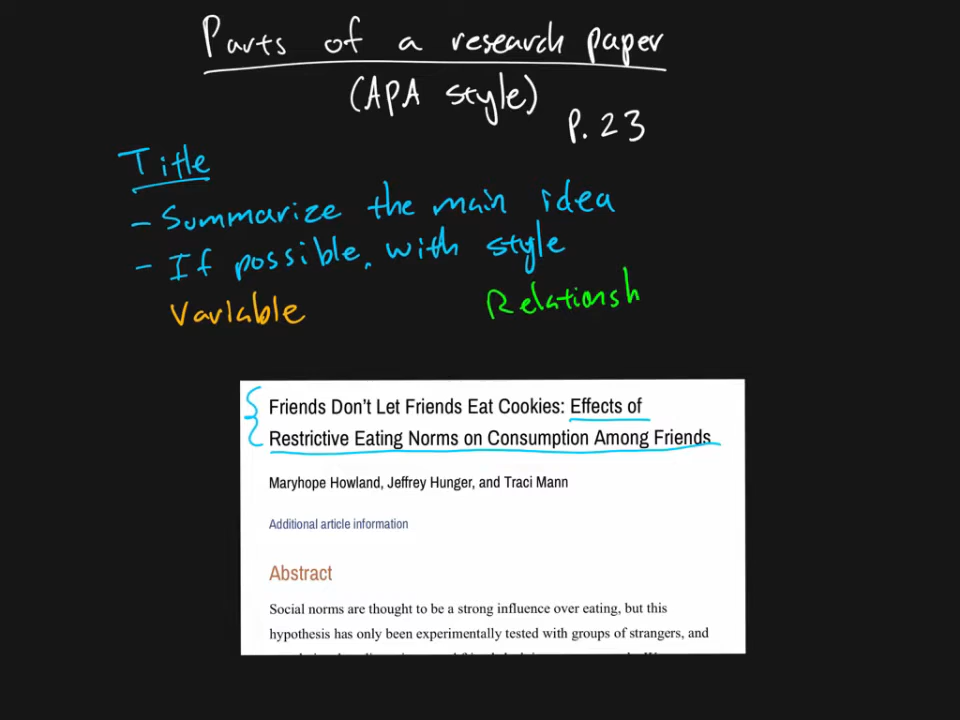 Parts of a research paper
(APA style)
P. 23
Title
- Summarize the main idea
- If possible, with style
Variable Relationsh
Friends Don't Let Friends Eat Cookies: Effects of
Restrictive Eating Norms on Consumption Among Friends
Maryhope Howland, Jeffrey Hunger, and Traci Mann
Additional article information
Abstract
Social norms are thought to be a strong influence over eating, but this
hypothesis has only been experimentally tested with groups of strangers, and